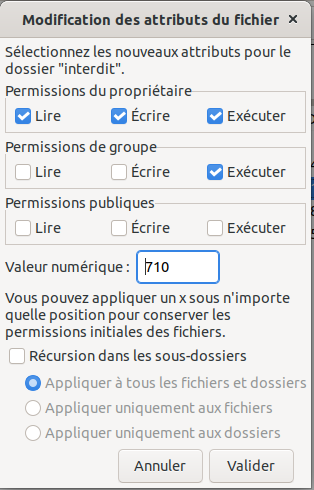 Modification des attributs du fichier ×
Sélectionnez les nouveaux attributs pour le
dossier "interdit".
Permissions du propriétaire
Lire Écrire Exécuter
Permissions de groupe
Lire Écrire Exécuter
Permissions publiques
Lire Écrire Exécuter
Valeur numérique : 710
Vous pouvez appliquer un x sous n'importe
quelle position pour conserver les
permissions initiales des fichiers.
Récursion dans les sous-dossiers
Appliquer à tous les fichiers et dossiers
Appliquer uniquement aux fichiers
Appliquer uniquement aux dossiers
Annuler Valider